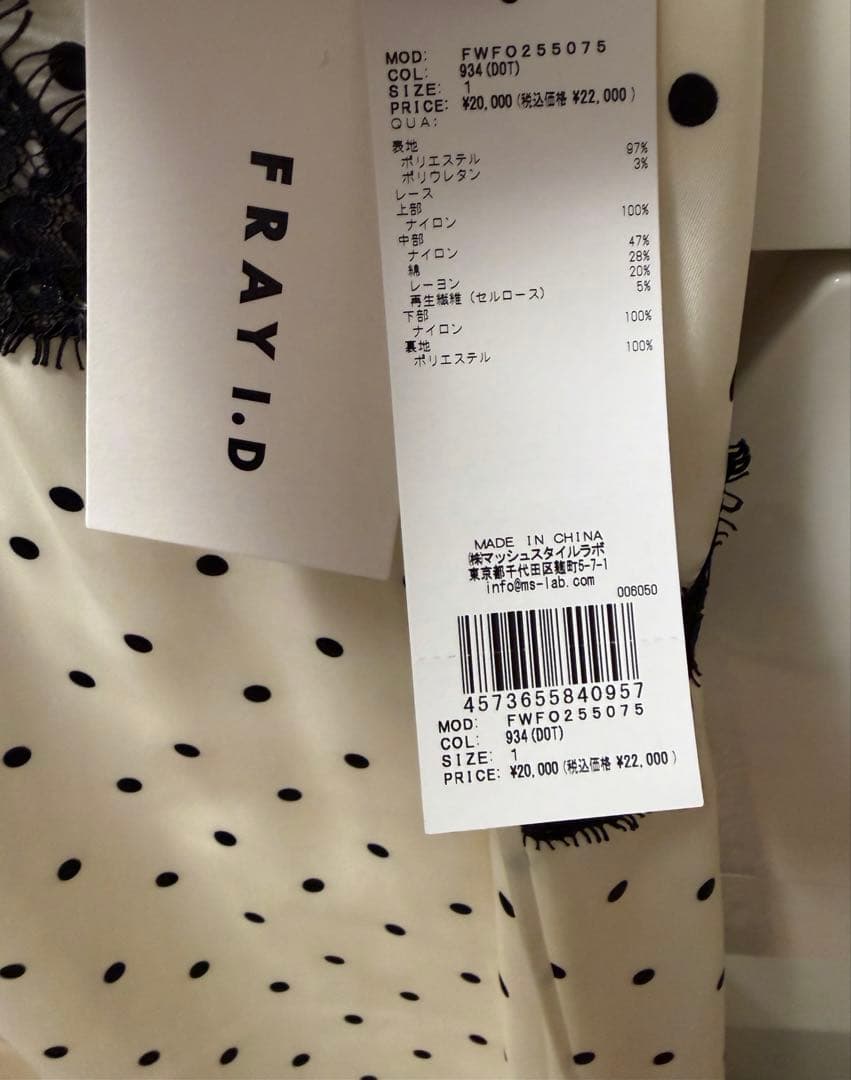 FRAY I.D
MOD: FWFO255075
COL: 934(DOT)
SIZE: 1
PRICE: ¥20,000(税込価格 ¥22,000)
QUA:
表地
ポリエステル 97%
ポリウレタン 3%
レース
上部
ナイロン 100%
中部
ナイロン 47%
綿 28%
レーヨン 20%
再生繊維(セルロース) 5%
下部
ナイロン 100%
裏地
ポリエステル 100%
MADE IN CHINA
㈱マッシュスタイルラボ
東京都千代田区麹町5-7-1
info@ms-lab.com
006050
4573655840957
MOD: FWFO255075
COL: 934(DOT)
SIZE: 1
PRICE: ¥20,000(税込価格 ¥22,000)